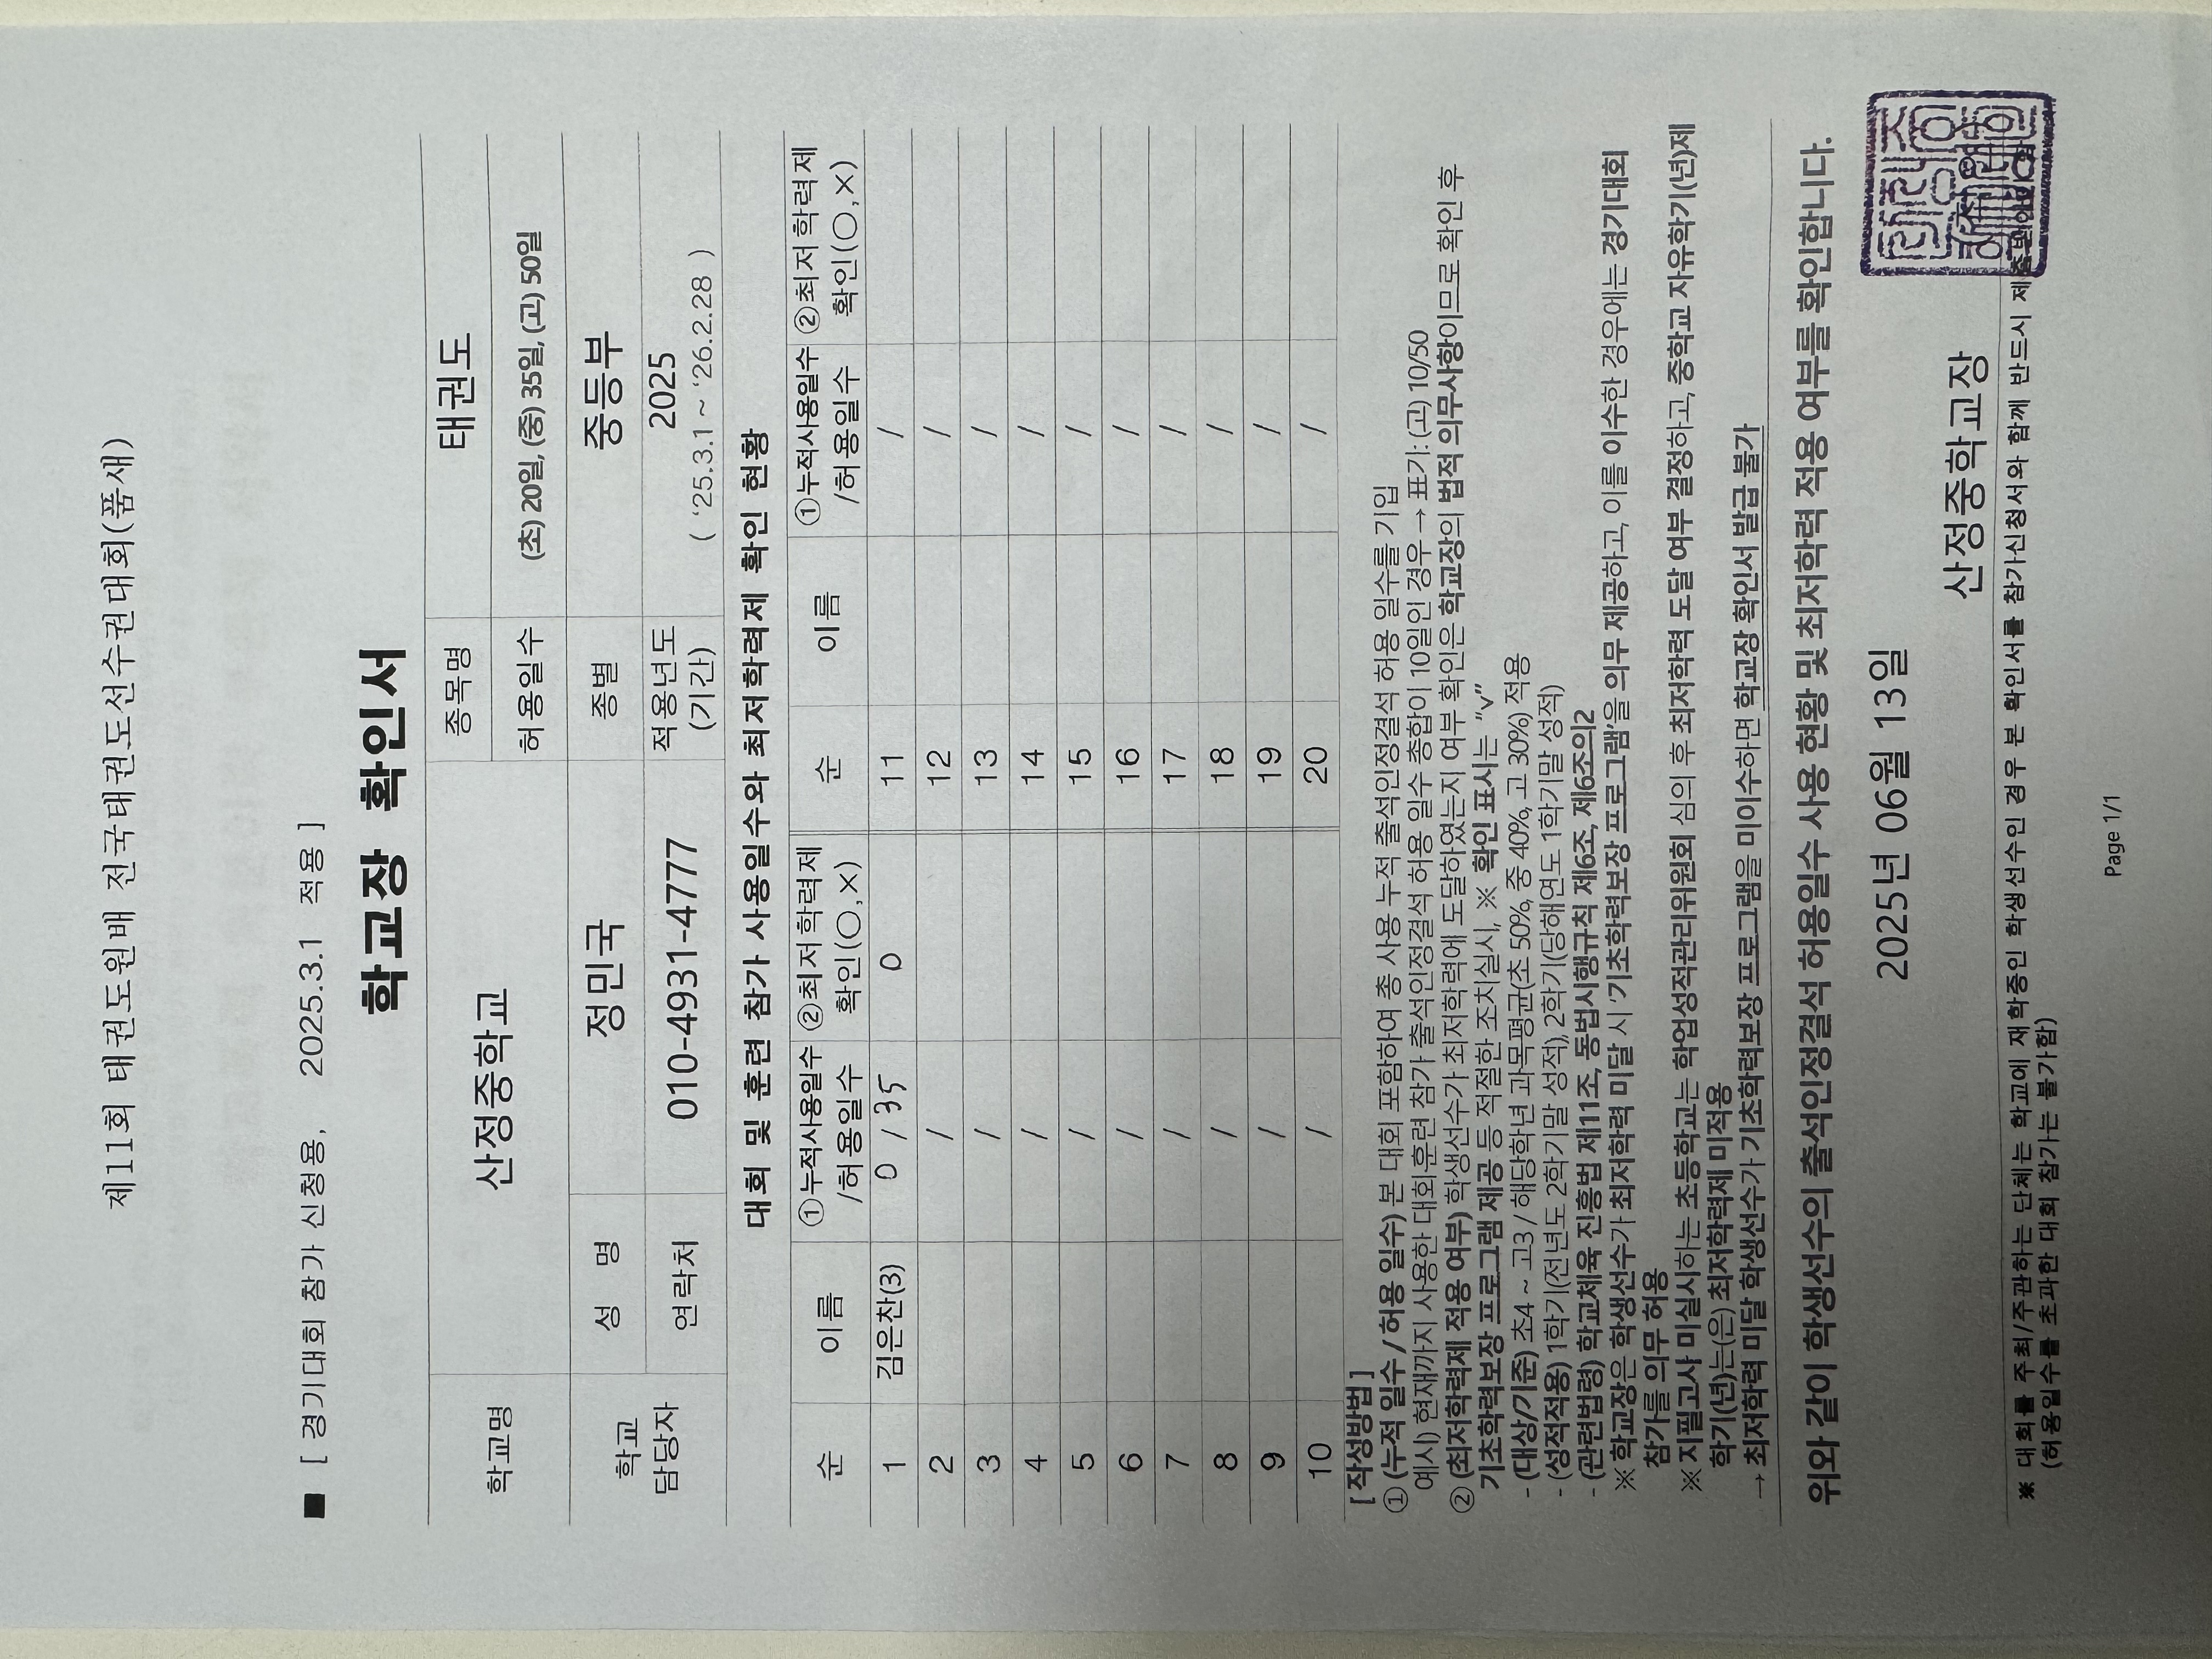 제11회 태권도원배 전국태권도선수권대회(품새)
■ [ 경기대회 참가 신청용, 2025.3.1 적용 ]
학교장 확인서
학교명 산정중학교 종목명 태권도
허용일수 (초) 20일, (중) 35일, (고) 50일
학교 담당자 성 명 정민국 종별 중등부
연락처 010-4931-4777 적용년도 (기간) 2025 ( '25.3.1 ~ '26.2.28 )
대회 및 훈련 참가 사용일수와 최저학력제 확인 현황
순 이름 ①누적사용일수 /허용일수 ②최저학력제 확인(○,×) 순 이름 ①누적사용일수 /허용일수 ②최저학력제 확인(○,×)
1 김은찬(3) 0 / 35 0 11 /
2 / 12 /
3 / 13 /
4 / 14 /
5 / 15 /
6 / 16 /
7 / 17 /
8 / 18 /
9 / 19 /
10 / 20 /
[ 작성방법 ]
① (누적 일수 / 허용 일수) 본 대회 포함하여 총 사용 누적 출석인정결석 허용 일수를 기입
예시) 현재까지 사용한 대회훈련 참가 출석인정결석 허용 일수 총합이 10일인 경우 → 표기: (고) 10/50
② (최저학력제 적용 여부) 학생선수가 최저학력에 도달하였는지 여부 확인은 학교장의 법적 의무사항이므로 확인 후
기초학력보장 프로그램 제공 등 적절한 조치실시, ※ 확인 표시는 "v"
- (대상/기준) 초4 ~ 고3 / 해당학년 과목평균(초 50%, 중 40%, 고 30%) 적용
- (성적적용) 1학기(전년도 2학기말 성적), 2학기(당해연도 1학기말 성적)
- (관련법령) 학교체육 진흥법 제11조, 동법시행규칙 제6조, 제6조의2
※ 학교장은 학생선수가 최저학력 미달 시 '기초학력보장 프로그램'을 의무 제공하고, 이를 이수한 경우에는 경기대회
참가를 의무 허용
※ 지필고사 미실시하는 초등학교는 학업성적관리위원회 심의 후 최저학력 도달 여부 결정하고, 중학교 자유학기(년)제
학기(년)는(은) 최저학력제 미적용
→ 최저학력 미달 학생선수가 기초학력보장 프로그램을 미이수하면 학교장 확인서 발급 불가
위와 같이 학생선수의 출석인정결석 허용일수 사용 현황 및 최저학력 적용 여부를 확인합니다.
2025년 06월 13일
산정중학교장
※ 대회를 주최/주관하는 단체는 학교에 재학중인 학생선수인 경우 본 확인서를 참가신청서와 함께 반드시 제
(허용일수를 초과한 대회 참가는 불가함)
Page 1/1